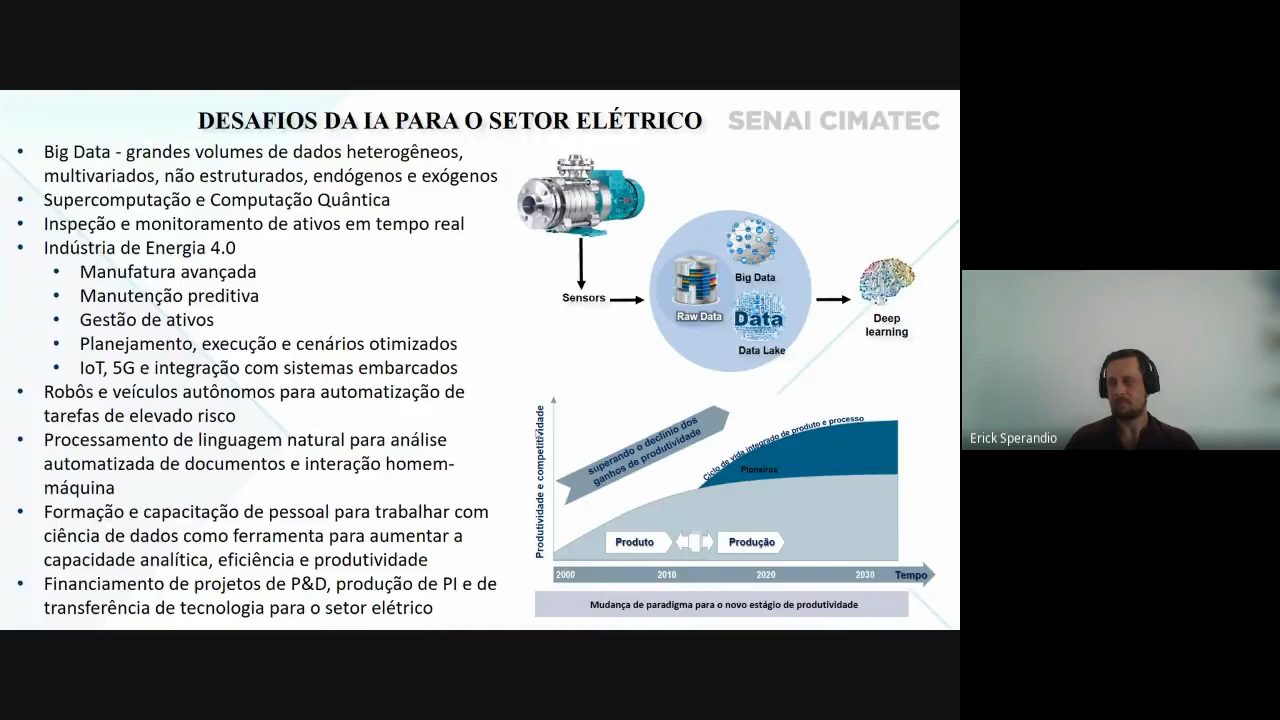 DESAFIOS DA IA PARA O SETOR ELÉTRICO
SENAI CIMATEC
• Big Data - grandes volumes de dados heterogêneos,
multivariados, não estruturados, endógenos e exógenos
• Supercomputação e Computação Quântica
• Inspeção e monitoramento de ativos em tempo real
• Indústria de Energia 4.0
• Manufatura avançada
• Manutenção preditiva
• Gestão de ativos
• Planejamento, execução e cenários otimizados
• IoT, 5G e integração com sistemas embarcados
• Robôs e veículos autônomos para automatização de
tarefas de elevado risco
• Processamento de linguagem natural para análise
automatizada de documentos e interação homem-
máquina
• Formação e capacitação de pessoal para trabalhar com
ciência de dados como ferramenta para aumentar a
capacidade analítica, eficiência e produtividade
• Financiamento de projetos de P&D, produção de PI e de
transferência de tecnologia para o setor elétrico
Sensors
Raw Data
Big Data
Data
Data Lake
Deep
learning
Produtividade e competitividade
superando o declínio dos
ganhos de produtividade
Ciclo de vida integrado de produto e processo
Pioneiros
Produto
Produção
2000
2010
2020
2030
Tempo
Mudança de paradigma para o novo estágio de produtividade
Erick Sperandio